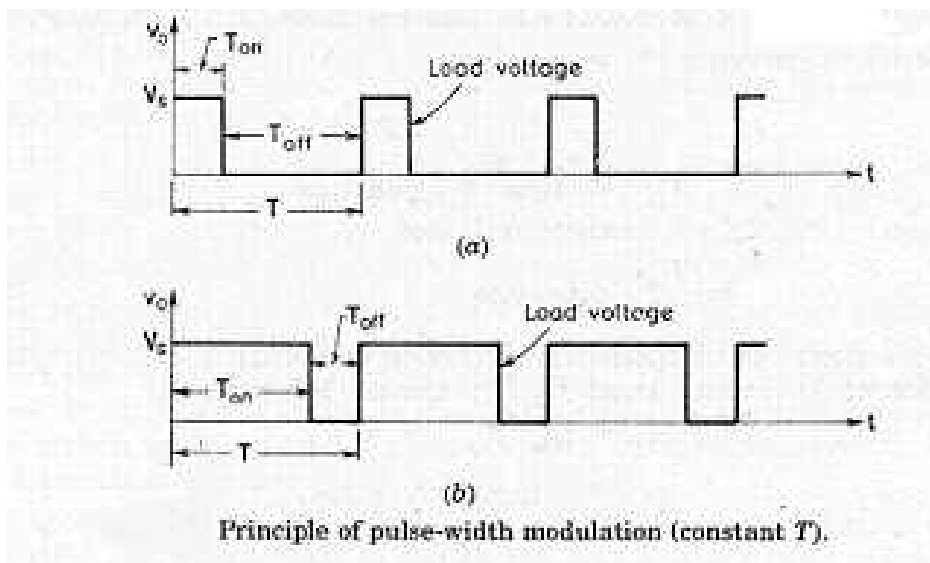 v₀
Tₒₙ
Load voltage
Vₛ
Tₒff
T
t
(a)
v₀
Tₒff
Load voltage
Vₛ
Tₒₙ
t
T
(b)
Principle of pulse-width modulation (constant T).